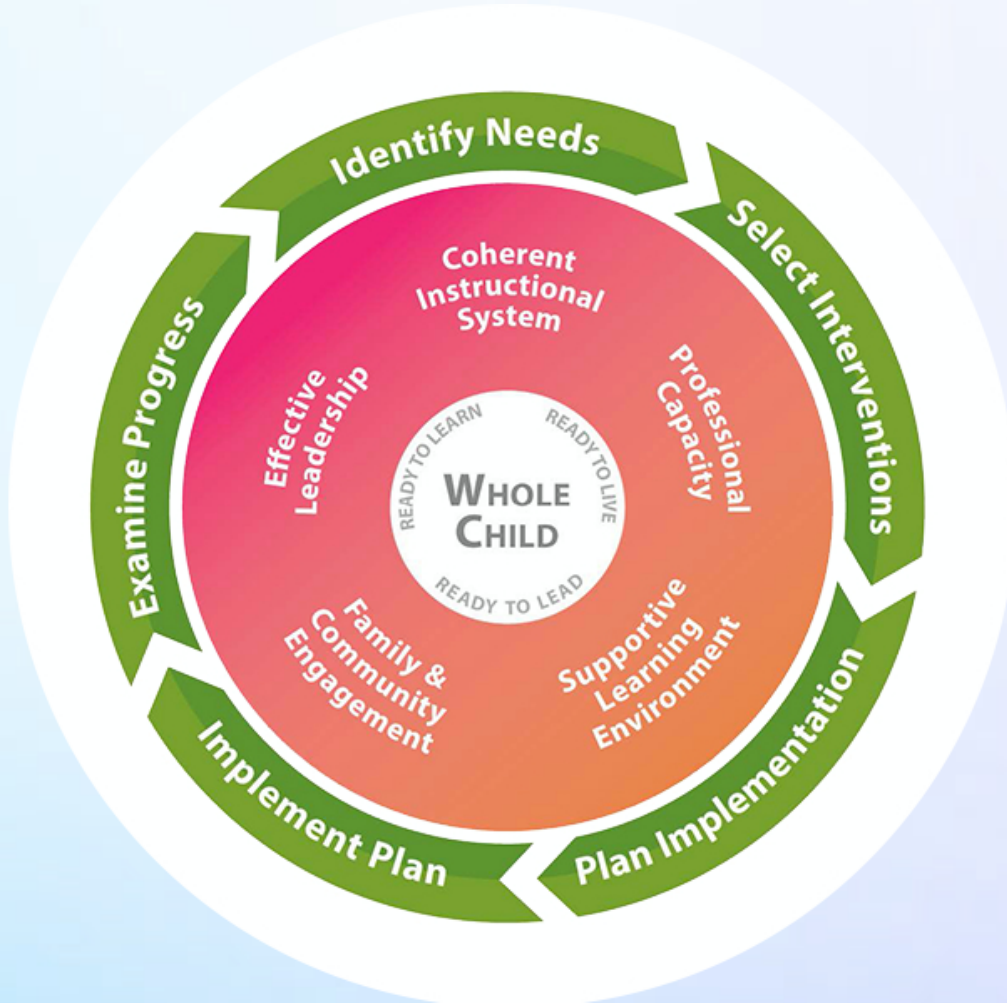 Identify Needs
Select Interventions
Plan Implementation
Implement Plan
Examine Progress
Coherent
Instructional
System
Professional
Capacity
Supportive
Learning
Environment
Family &
Community
Engagement
Effective
Leadership
READY TO LEARN
READY TO LIVE
READY TO LEAD
WHOLE
CHILD